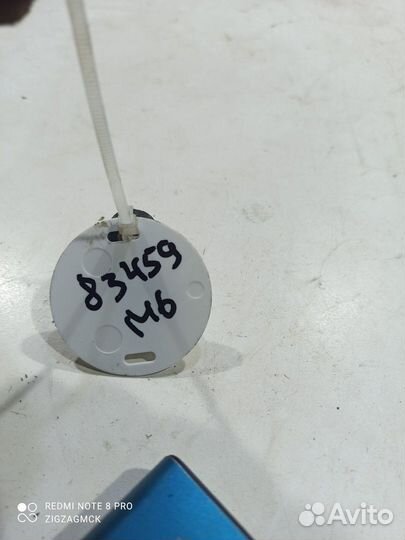 83459
M6
REDMI NOTE 8 PRO
ZIGZAGMCK
Avito